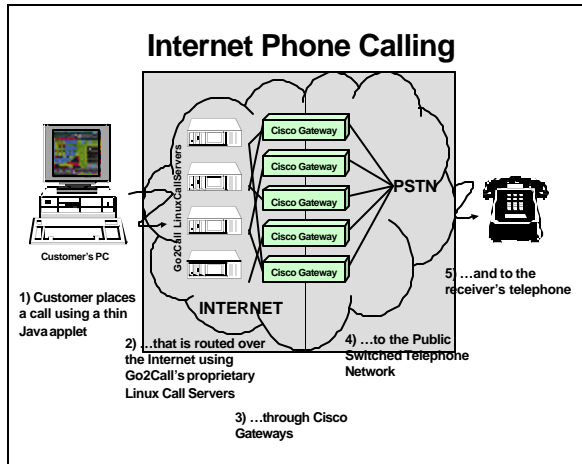 Internet Phone Calling
Customer's PC
Go2Call LinuxCallServers
Cisco Gateway
Cisco Gateway
Cisco Gateway
Cisco Gateway
Cisco Gateway
PSTN
INTERNET
1) Customer places
a call using a thin
Java applet
2) …that is routed over
the Internet using
Go2Call's proprietary
Linux Call Servers
3) …through Cisco
Gateways
4) …to the Public
Switched Telephone
Network
5) …and to the
receiver's telephone